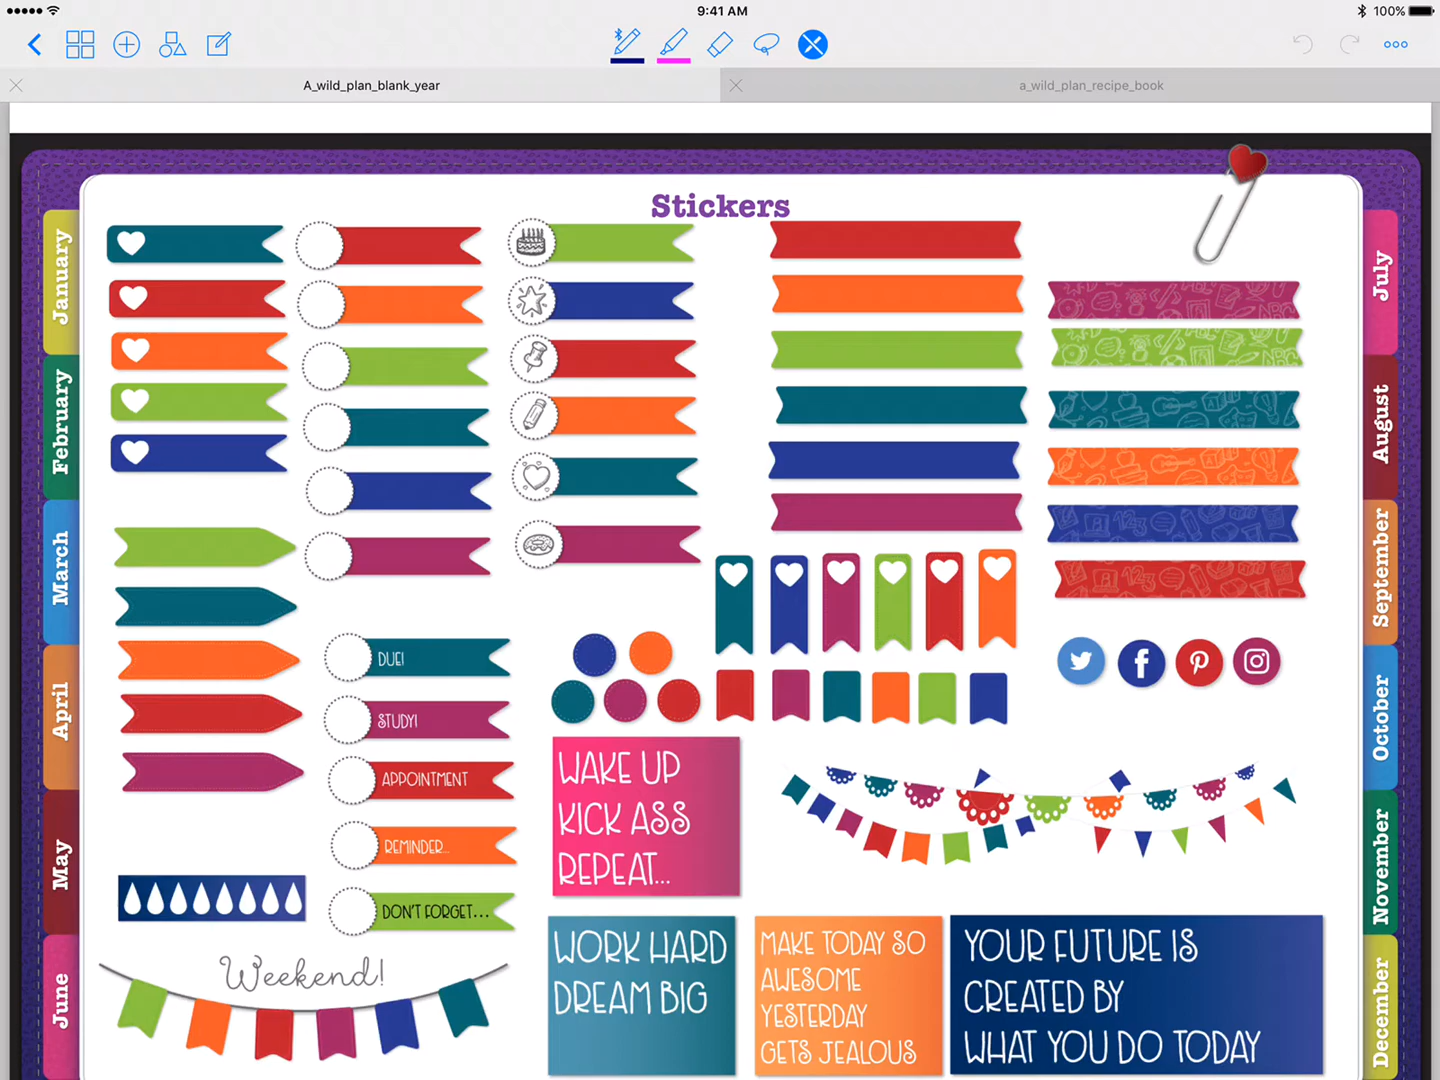 9:41 AM
100%
A_wild_plan_blank_year
a_wild_plan_recipe_book
Stickers
January
February
March
April
May
June
July
August
September
October
November
December
DUE!
STUDY!
APPOINTMENT
REMINDER...
DON'T FORGET...
Weekend!
WAKE UP
KICK ASS
REPEAT...
WORK HARD
DREAM BIG
MAKE TODAY SO
AWESOME
YESTERDAY
GETS JEALOUS
YOUR FUTURE IS
CREATED BY
WHAT YOU DO TODAY